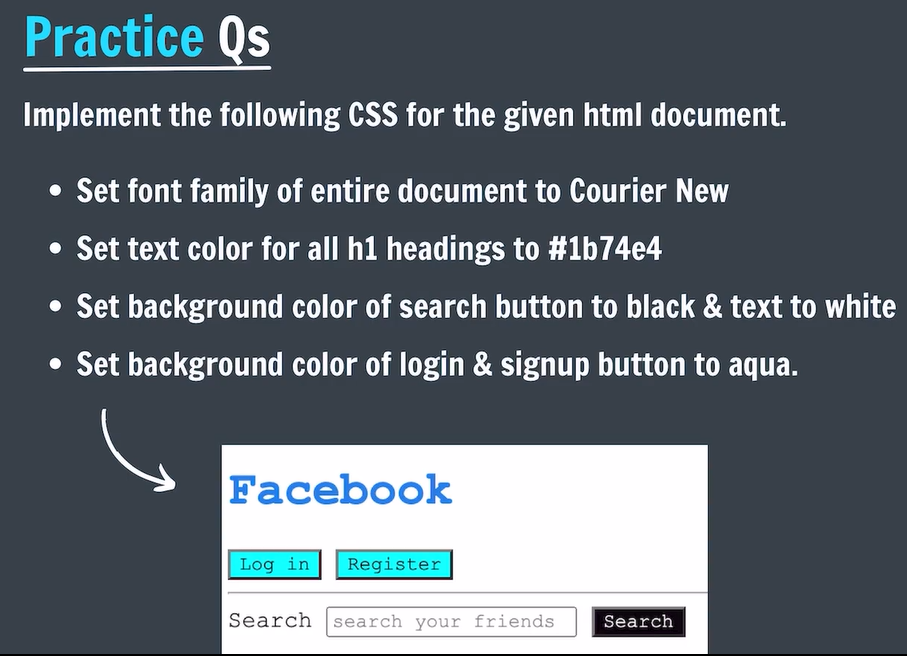 Practice Qs
Implement the following CSS for the given html document.
• Set font family of entire document to Courier New
• Set text color for all h1 headings to #1b74e4
• Set background color of search button to black & text to white
• Set background color of login & signup button to aqua.
Facebook
Log in Register
Search search your friends Search